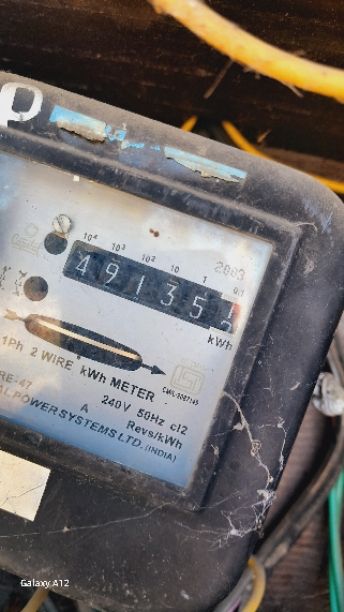 2003
10⁴ 10³ 10² 10 1 0.1
4 9 1 3 5
kWh
1Ph 2 WIRE kWh METER
240V 50Hz cl2
A Revs/kWh
POWER SYSTEMS LTD. (INDIA)
Galaxy A12